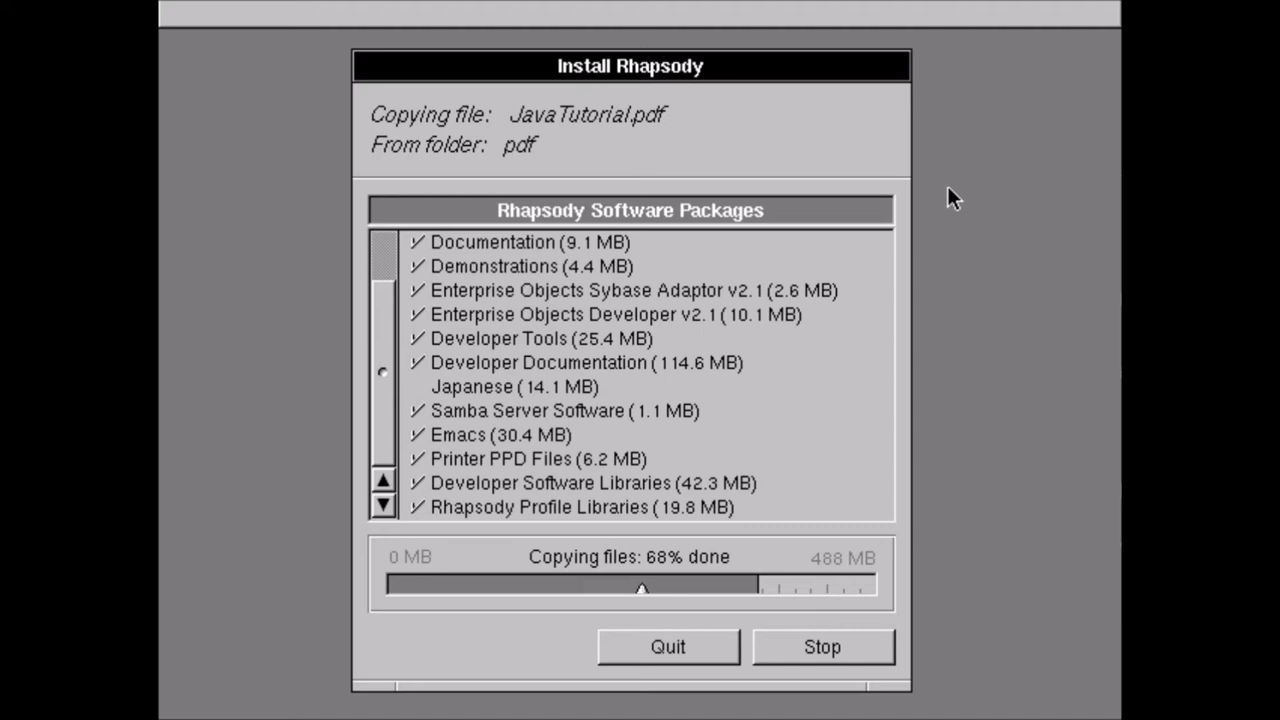 Install Rhapsody
Copying file: JavaTutorial.pdf
From folder: pdf
Rhapsody Software Packages
Documentation (9.1 MB)
Demonstrations (4.4 MB)
Enterprise Objects Sybase Adaptor v2.1 (2.6 MB)
Enterprise Objects Developer v2.1 (10.1 MB)
Developer Tools (25.4 MB)
Developer Documentation (114.6 MB)
Japanese (14.1 MB)
Samba Server Software (1.1 MB)
Emacs (30.4 MB)
Printer PPD Files (6.2 MB)
Developer Software Libraries (42.3 MB)
Rhapsody Profile Libraries (19.8 MB)
0 MB Copying files: 68% done 488 MB
Quit Stop